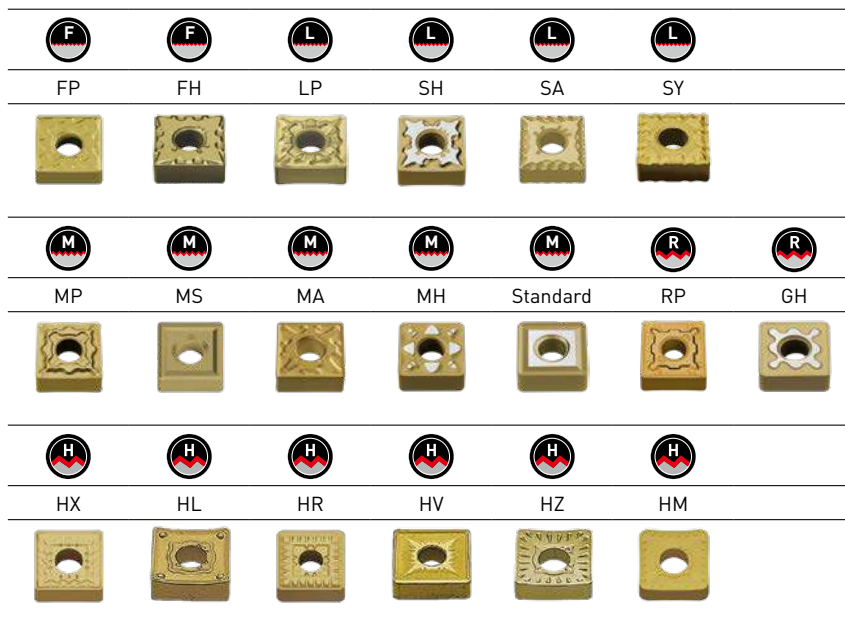 F F L L L L
FP FH LP SH SA SY
M M M M M R R
MP MS MA MH Standard RP GH
H H H H H H
HX HL HR HV HZ HM